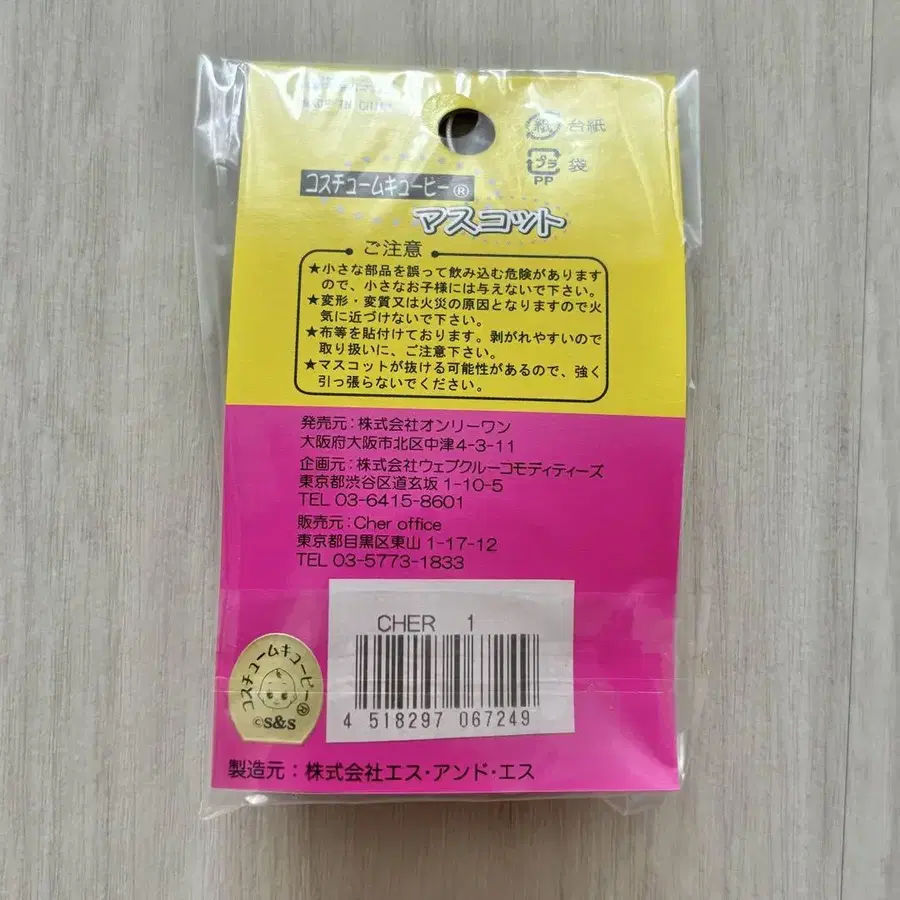 MADE IN CHINA
紙 台紙
プラ 袋
PP
コスチュームキューピー®
マスコット
ご注意
★小さな部品を誤って飲み込む危険があります
ので、小さなお子様には与えないで下さい。
★変形・変質又は火災の原因となりますので火
気に近づけないで下さい。
★布等を貼付けております。剥がれやすいので
取り扱いに、ご注意下さい。
★マスコットが抜ける可能性があるので、強く
引っ張らないでください。
発売元:株式会社オンリーワン
大阪府大阪市北区中津4-3-11
企画元:株式会社ウェブクルーコモディティーズ
東京都渋谷区道玄坂1-10-5
TEL 03-6415-8601
販売元:Cher office
東京都目黒区東山1-17-12
TEL 03-5773-1833
CHER 1
4 518297 067249
コスチュームキューピー®
©S&S
製造元:株式会社エス・アンド・エス